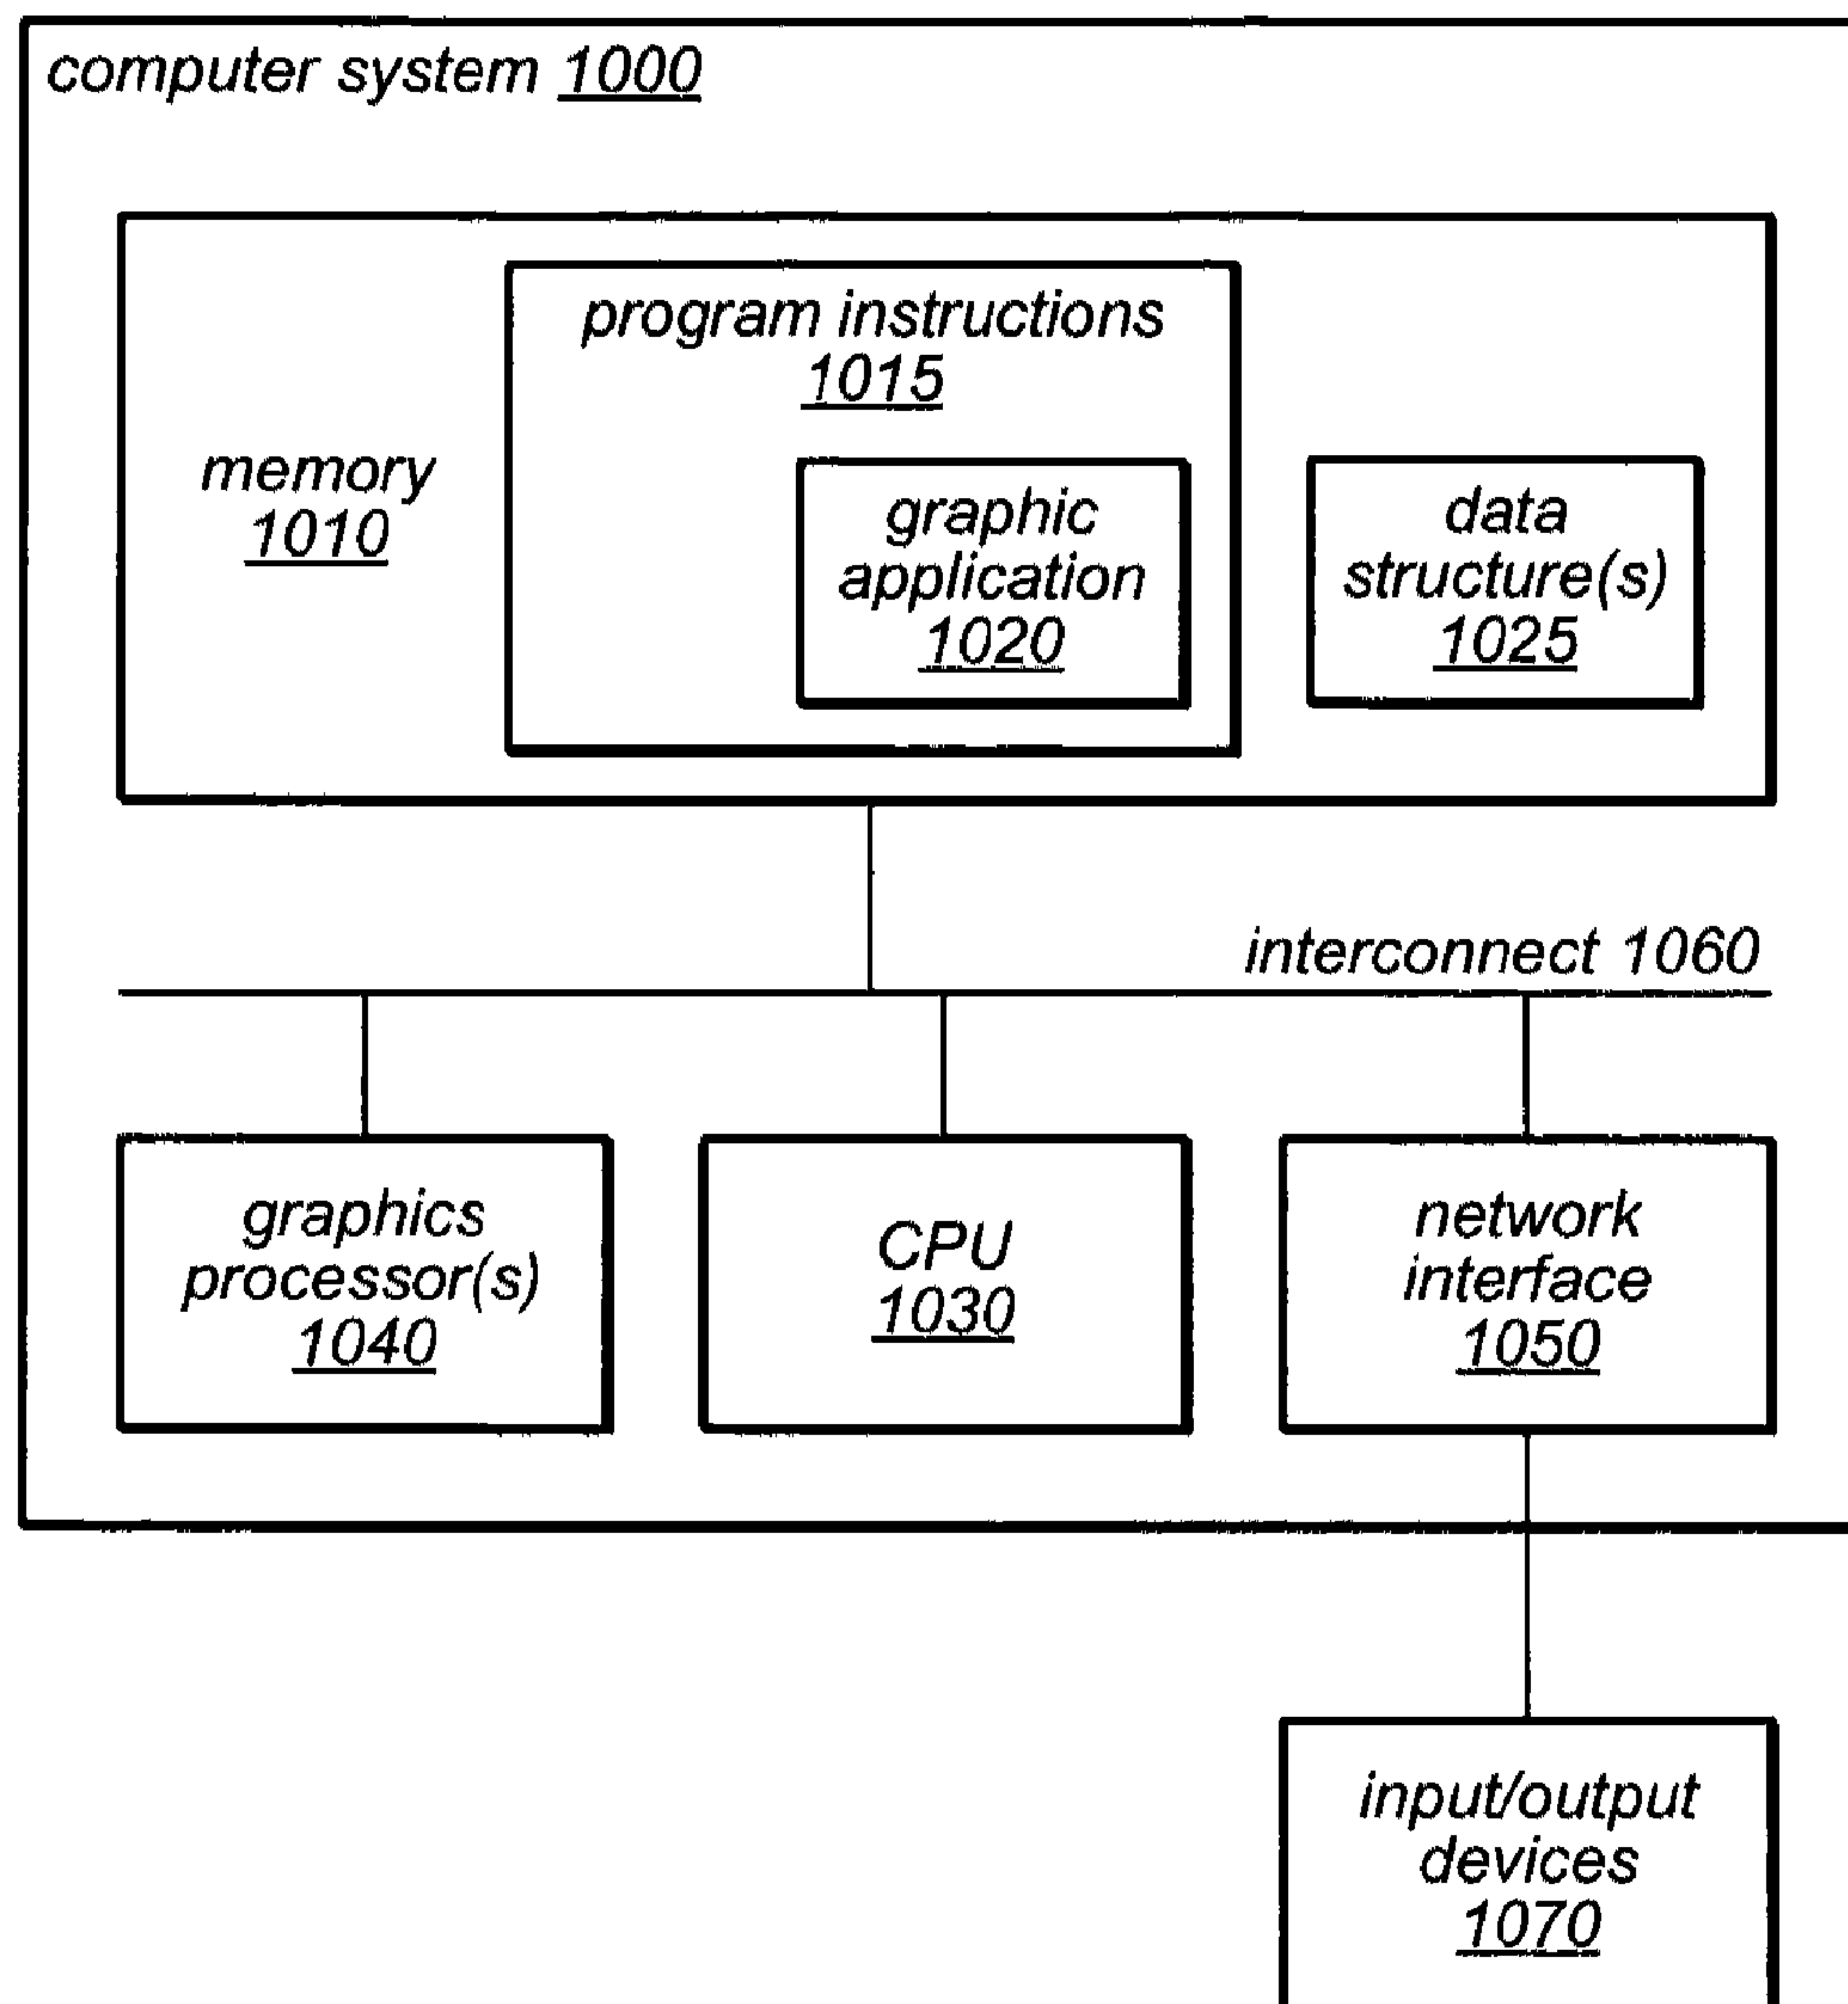 computer system 1000
program instructions
1015
memory
1010
graphic
application
1020
data
structure(s)
1025
interconnect 1060
graphics
processor(s)
1040
CPU
1030
network
interface
1050
input/output
devices
1070